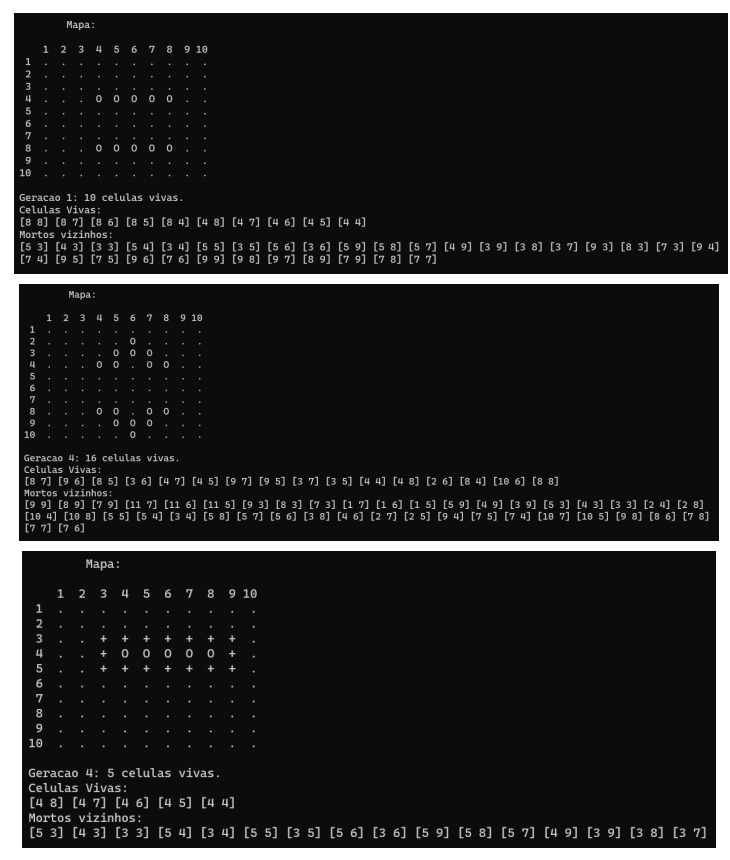 Mapa:
1 2 3 4 5 6 7 8 9 10
1 . . . . . . . . . .
2 . . . . . . . . . .
3 . . . . . . . . . .
4 . . . O O O O O . .
5 . . . . . . . . . .
6 . . . . . . . . . .
7 . . . . . . . . . .
8 . . . O O O O O . .
9 . . . . . . . . . .
10 . . . . . . . . . .
Geracao 1: 10 celulas vivas.
Celulas Vivas:
[8 8] [8 7] [8 6] [8 5] [8 4] [4 8] [4 7] [4 6] [4 5] [4 4]
Mortos vizinhos:
[5 3] [4 3] [3 3] [5 4] [3 4] [5 5] [3 5] [5 6] [3 6] [5 9] [5 8] [5 7] [4 9] [3 9] [3 8] [3 7] [9 3] [8 3] [7 3] [9 4]
[7 4] [9 5] [7 5] [9 6] [7 6] [9 9] [9 8] [9 7] [8 9] [7 9] [7 8] [7 7]
Mapa:
1 2 3 4 5 6 7 8 9 10
1 . . . . . . . . . .
2 . . . . . O . . . .
3 . . . . O O O . . .
4 . . . O O . O O . .
5 . . . . . . . . . .
6 . . . . . . . . . .
7 . . . . . . . . . .
8 . . . O O . O O . .
9 . . . . O O O . . .
10 . . . . . O . . . .
Geracao 4: 16 celulas vivas.
Celulas Vivas:
[8 7] [9 6] [8 5] [3 6] [4 7] [4 5] [9 7] [9 5] [3 7] [3 5] [4 4] [4 8] [2 6] [8 4] [10 6] [8 8]
Mortos vizinhos:
[9 9] [8 9] [7 9] [11 7] [11 6] [11 5] [9 3] [8 3] [7 3] [1 7] [1 6] [1 5] [5 9] [4 9] [3 9] [5 3] [4 3] [3 3] [2 4] [2 8]
[10 4] [10 8] [5 5] [5 4] [3 4] [5 8] [5 7] [5 6] [3 8] [4 6] [2 7] [2 5] [9 4] [7 5] [7 4] [10 7] [10 5] [9 8] [8 6] [7 8]
[7 7] [7 6]
Mapa:
1 2 3 4 5 6 7 8 9 10
1 . . . . . . . . . .
2 . . . . . . . . . .
3 . . + + + + + + + .
4 . . + O O O O O + .
5 . . + + + + + + + .
6 . . . . . . . . . .
7 . . . . . . . . . .
8 . . . . . . . . . .
9 . . . . . . . . . .
10 . . . . . . . . . .
Geracao 4: 5 celulas vivas.
Celulas Vivas:
[4 8] [4 7] [4 6] [4 5] [4 4]
Mortos vizinhos:
[5 3] [4 3] [3 3] [5 4] [3 4] [5 5] [3 5] [5 6] [3 6] [5 9] [5 8] [5 7] [4 9] [3 9] [3 8] [3 7]